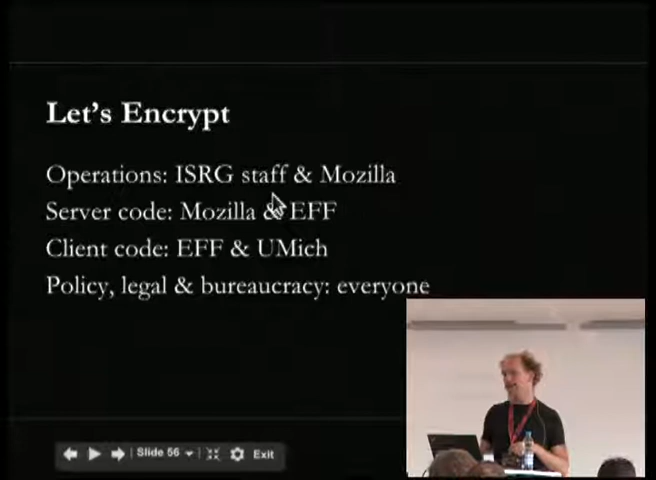 Let's Encrypt
Operations: ISRG staff & Mozilla
Server code: Mozilla & EFF
Client code: EFF & UMich
Policy, legal & bureaucracy: everyone
Slide 56
Exit